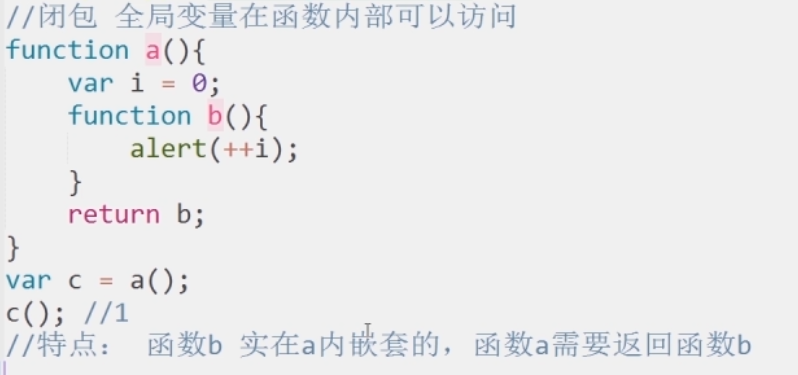 //闭包 全局变量在函数内部可以访问
function a(){
    var i = 0;
    function b(){
        alert(++i);
    }
    return b;
}
var c = a();
c(); //1
//特点： 函数b 实在a内嵌套的，函数a需要返回函数b